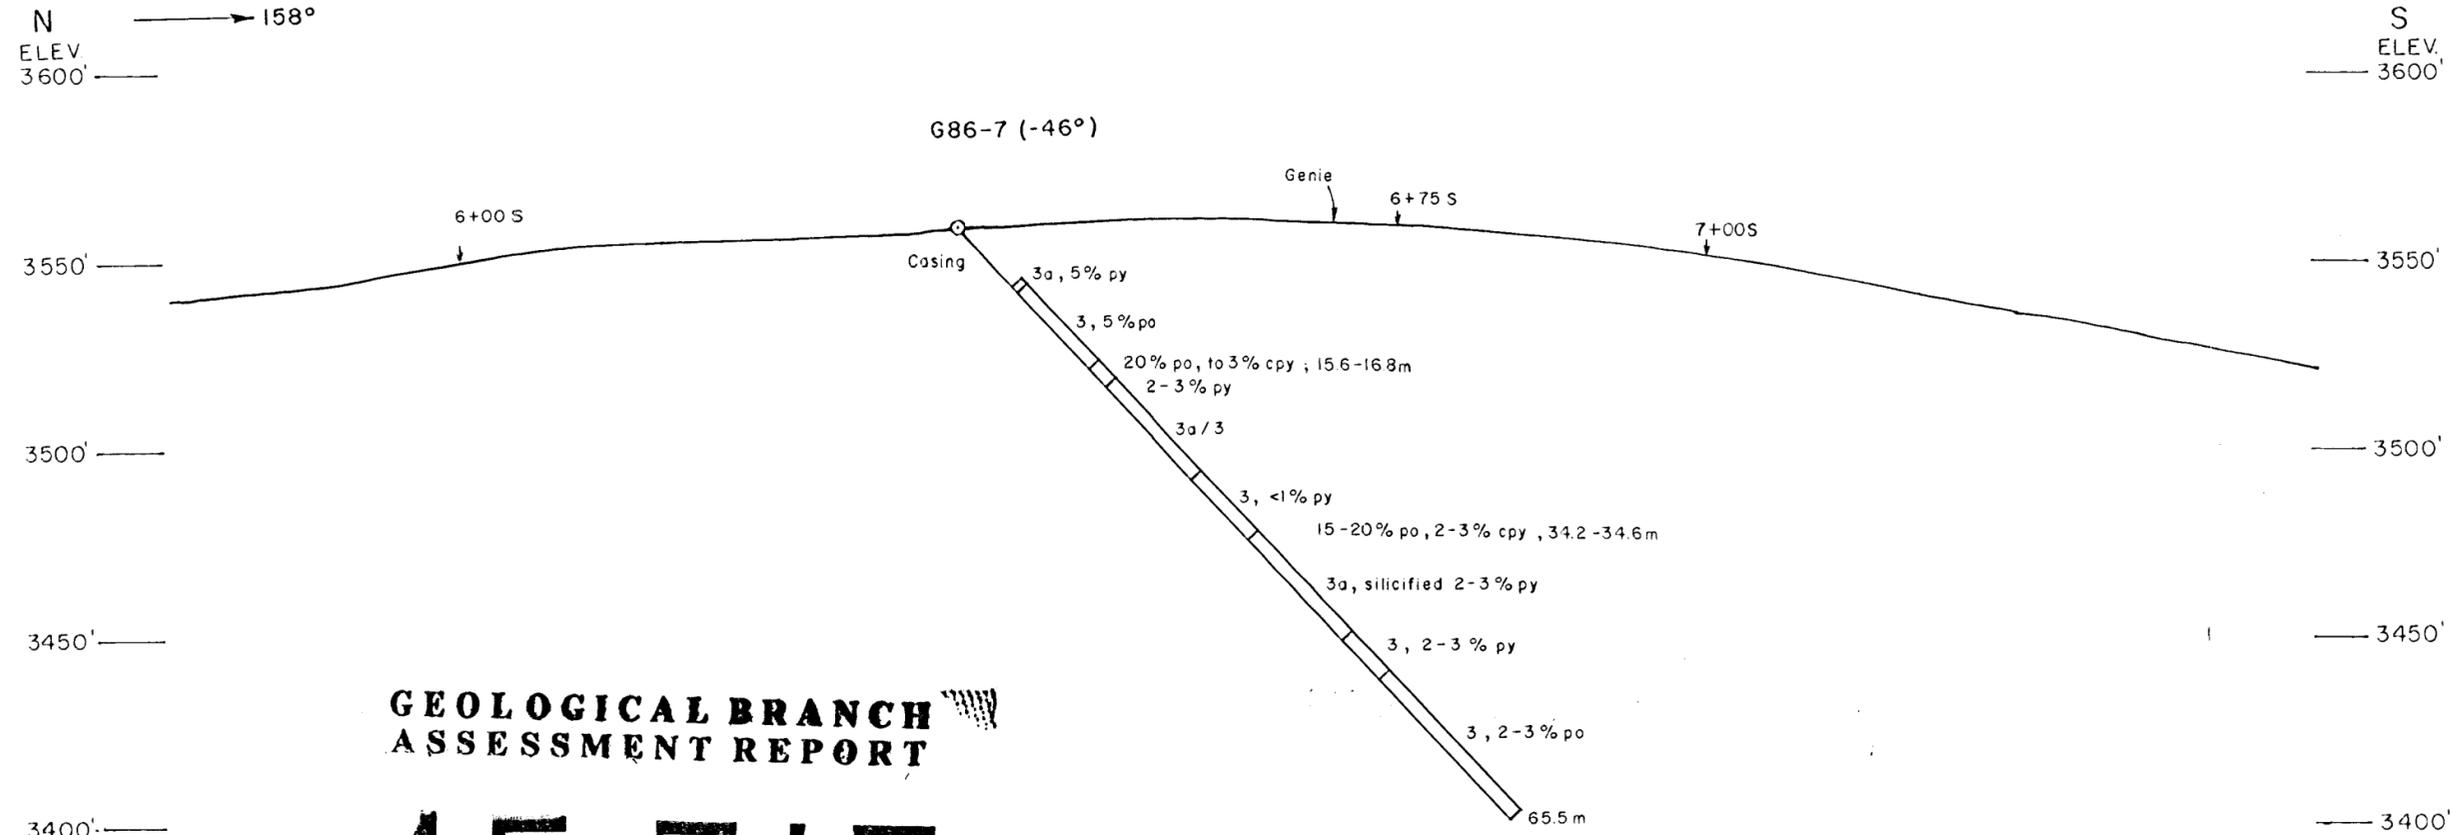 N → 158°
S
ELEV.
ELEV.
3600'
3600'
G86-7 (-46°)
Genie
6+75 S
6+00 S
7+00S
3550'
Casing
3550'
3a, 5% py
3, 5% po
20% po, to 3% cpy ; 15.6-16.8m
2-3% py
3a/3
3500'
3500'
3, <1% py
15-20% po, 2-3% cpy , 34.2-34.6m
3a, silicified 2-3% py
3450'
3, 2-3 % py
3450'
GEOLOGICAL BRANCH
ASSESSMENT REPORT
3, 2-3% po
65.5 m
3400'
3400'